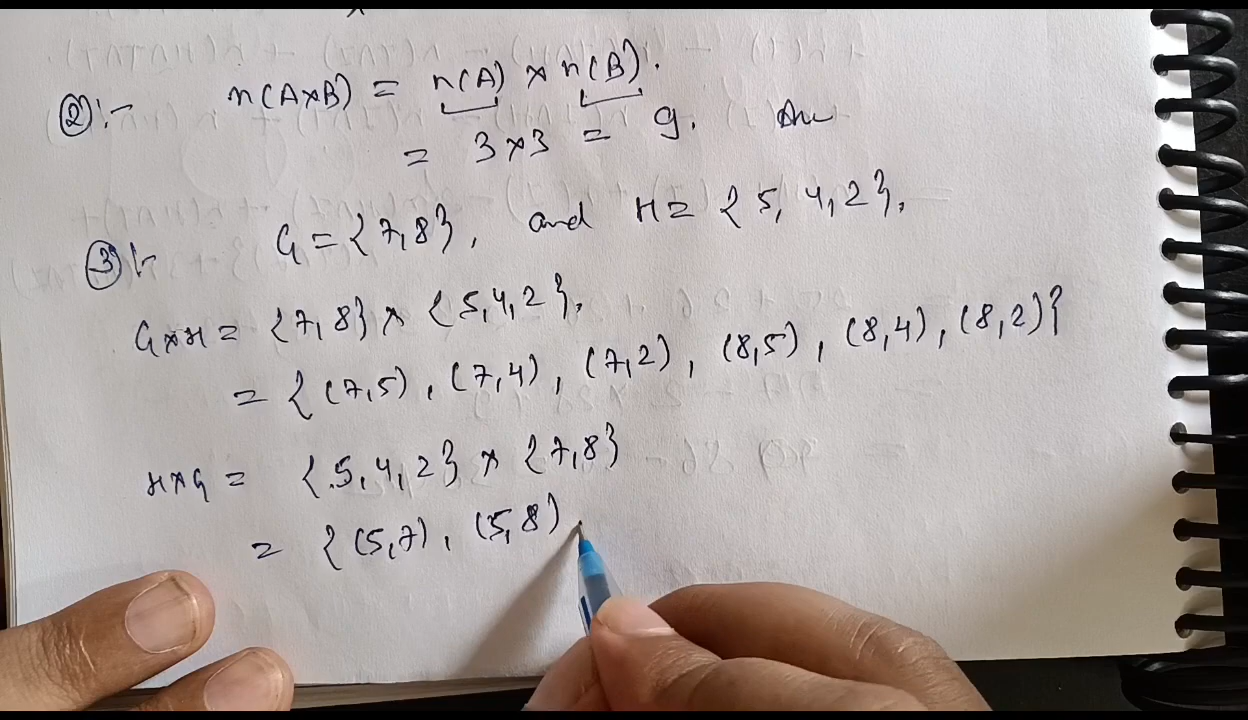 ②:- n(A×B) = n(A) × n(B).
= 3×3 = 9. Ans
③:- G = {7,8}, and H = {5, 4, 2}.
G×H = {7,8} × {5,4,2}.
= {(7,5), (7,4), (7,2), (8,5), (8,4), (8,2)}
H×G = {5,4,2} × {7,8}
= {(5,7), (5,8)